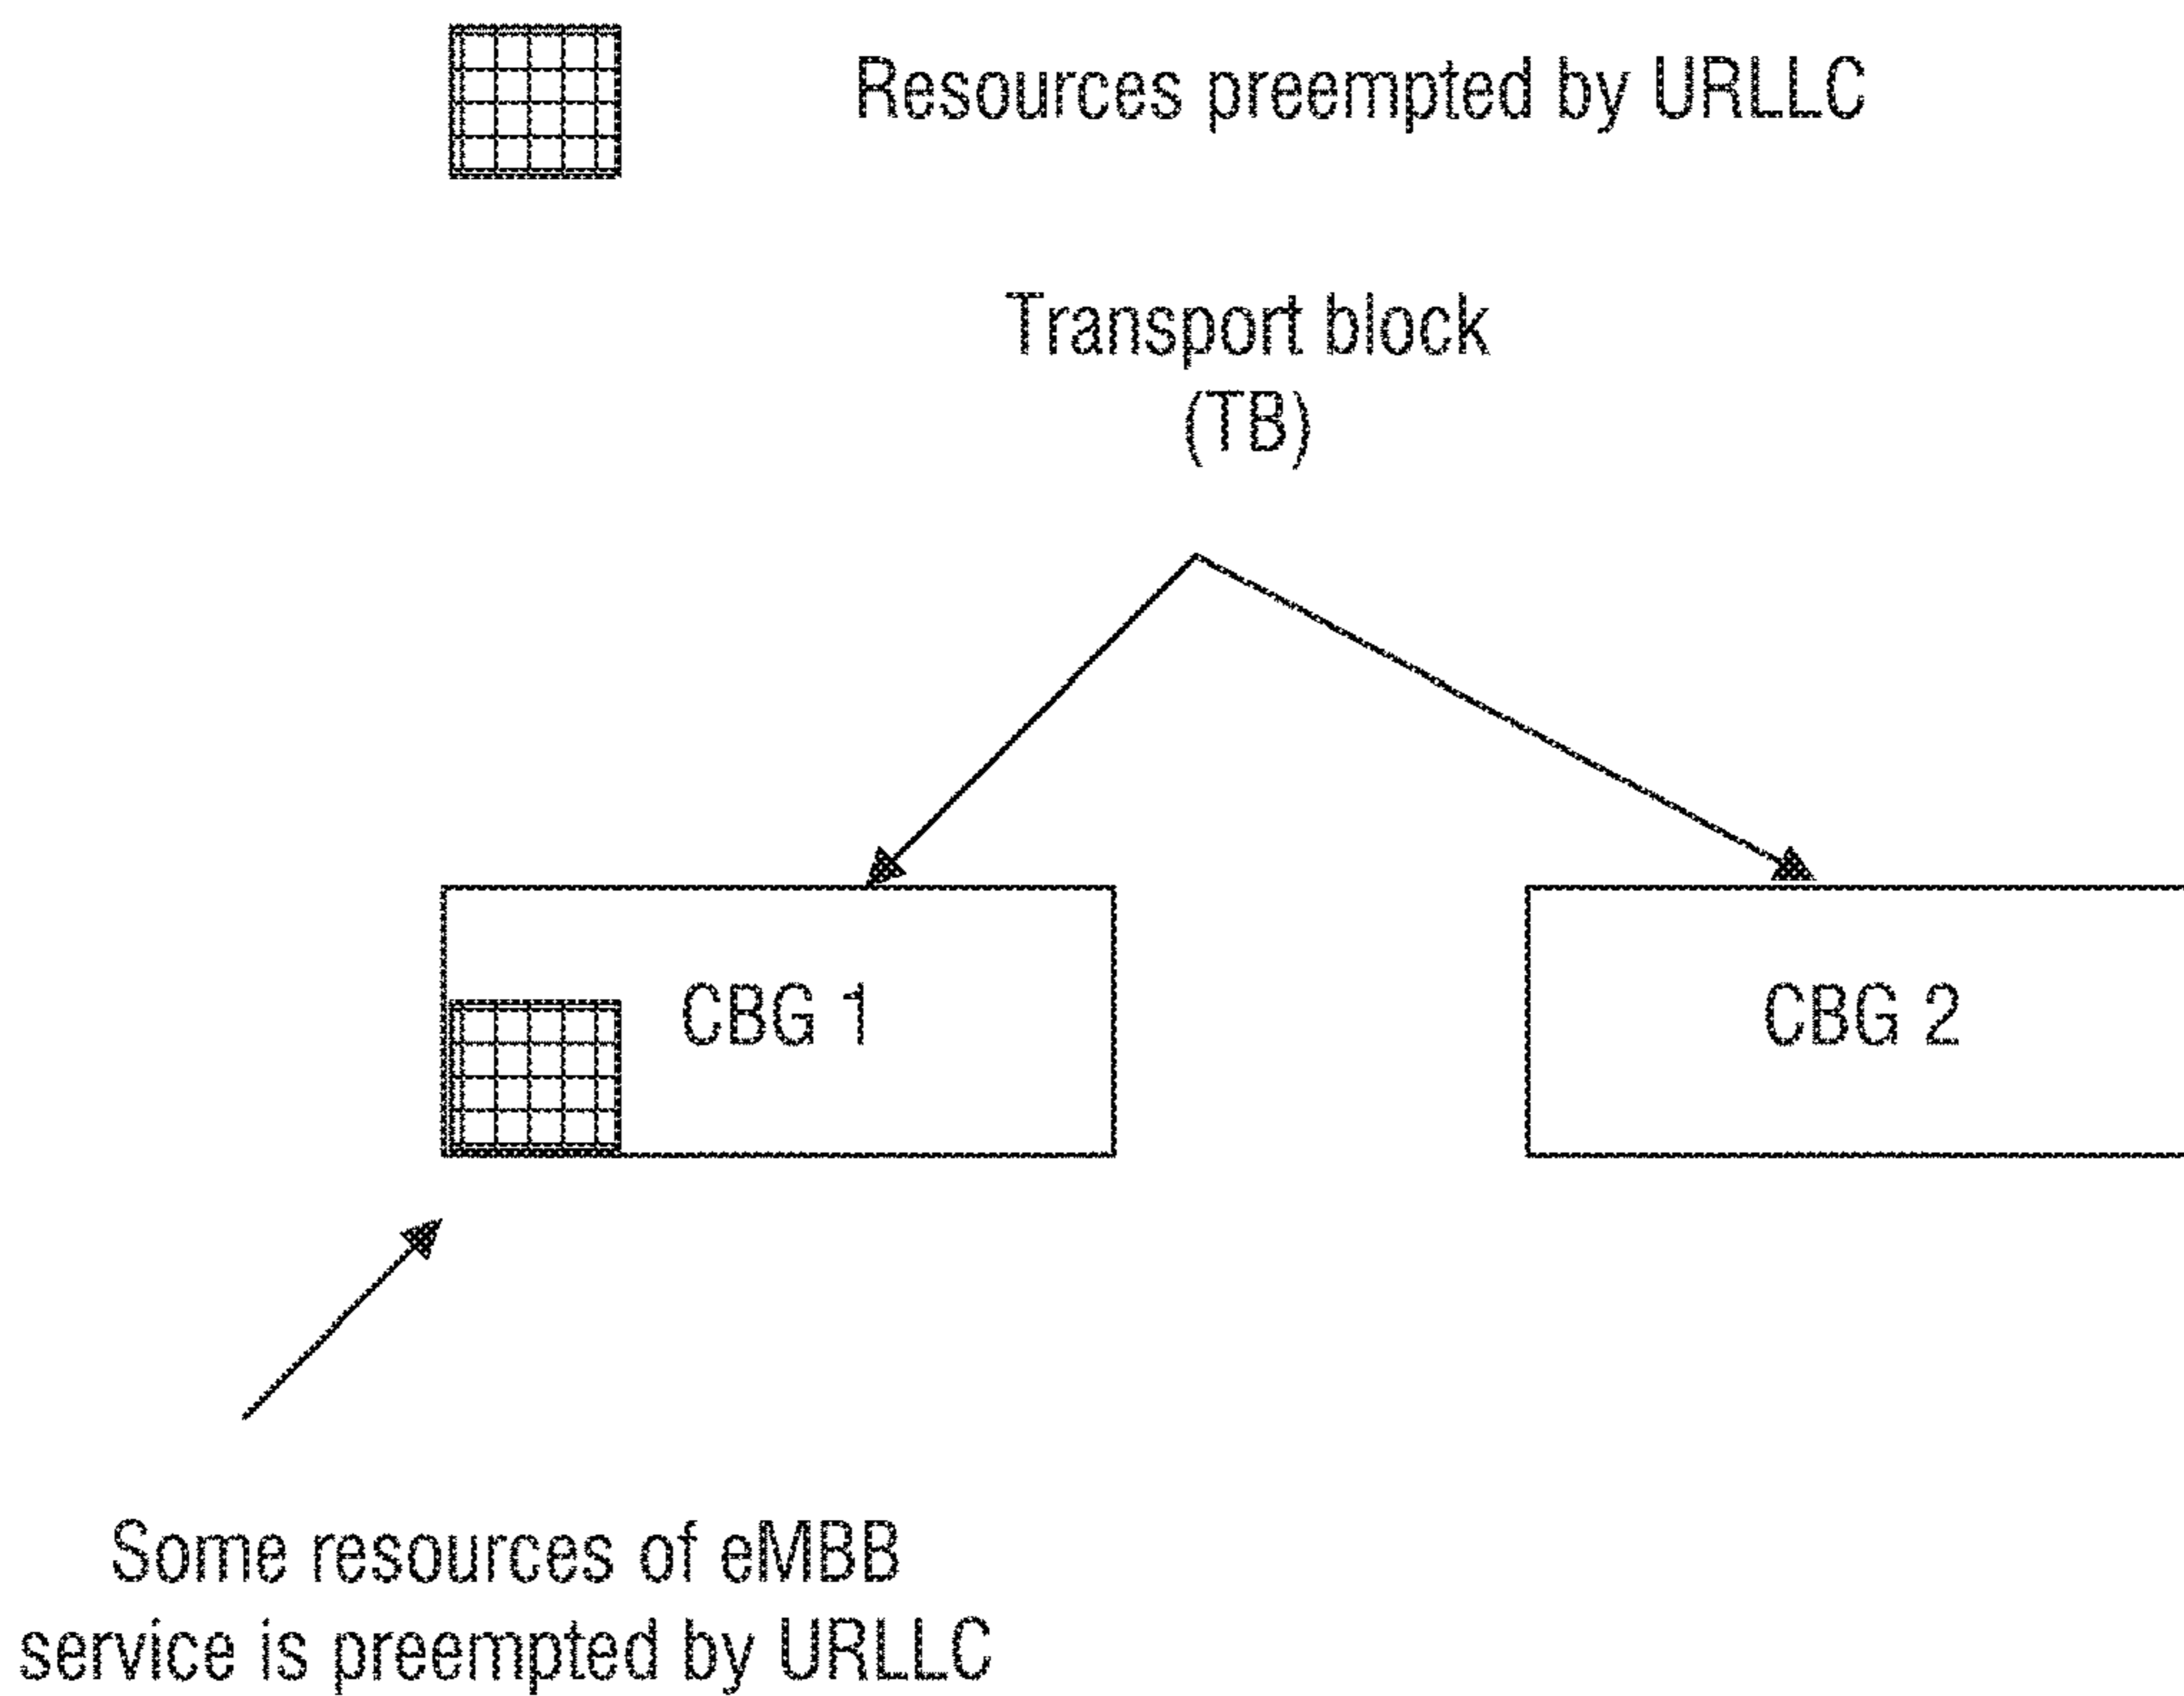 Resources preempted by URLLC
Transport block
(TB)
CBG 1
CBG 2
Some resources of eMBB
service is preempted by URLLC